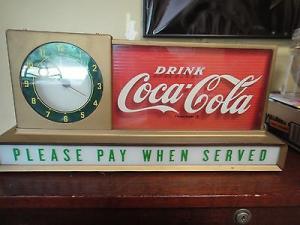 DRINK
Coca-Cola
PLEASE PAY WHEN SERVED